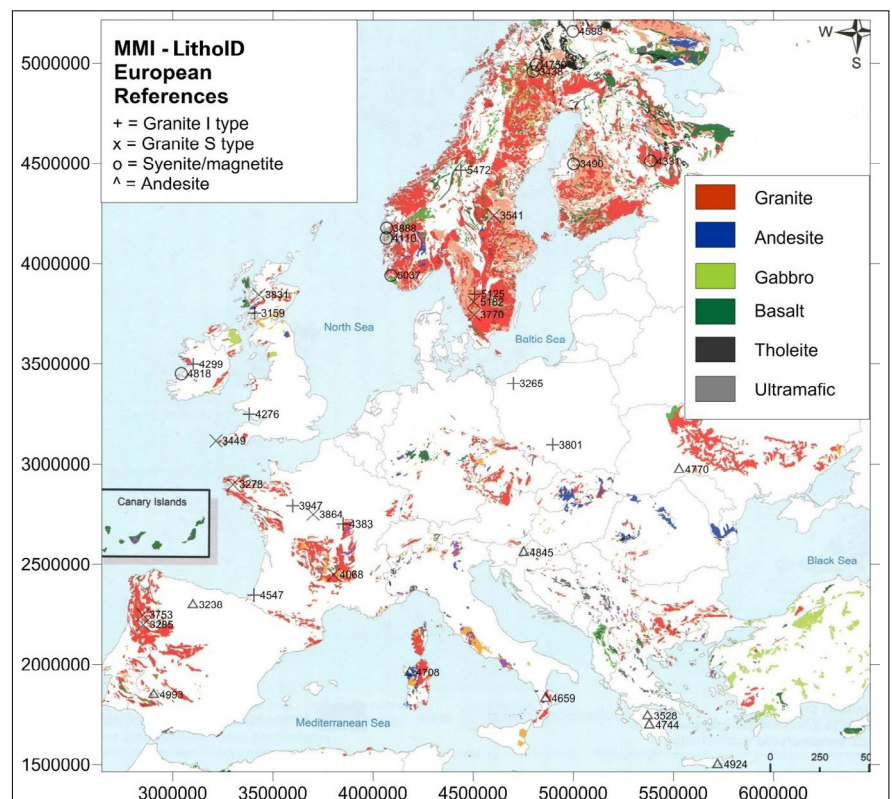 MMI - LithoID
European
References
+ = Granite I type
x = Granite S type
o = Syenite/magnetite
^ = Andesite
W
S
Granite
Andesite
Gabbro
Basalt
Tholeite
Ultramafic
5000000
4500000
4000000
3500000
3000000
2500000
2000000
1500000
4588
3438
5472
3490
4331
3541
3888
4110
5037
5125
5182
3770
3831
3159
North Sea
Baltic Sea
4299
4818
3265
4276
3449
3801
4770
3278
Canary Islands
3947
3864
4383
4845
Black Sea
4068
4547
3238
3753
3285
4708
4993
4659
Mediterranean Sea
3528
4744
4924
0
250
3000000
3500000
4000000
4500000
5000000
5500000
6000000